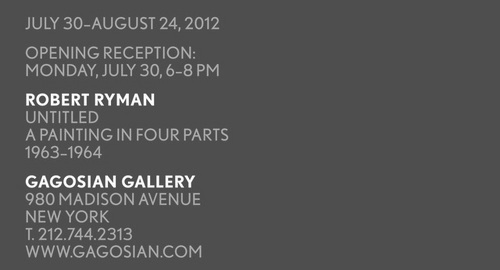 JULY 30–AUGUST 24, 2012
OPENING RECEPTION:
MONDAY, JULY 30, 6–8 PM
ROBERT RYMAN
UNTITLED
A PAINTING IN FOUR PARTS
1963–1964
GAGOSIAN GALLERY
980 MADISON AVENUE
NEW YORK
T. 212.744.2313
WWW.GAGOSIAN.COM